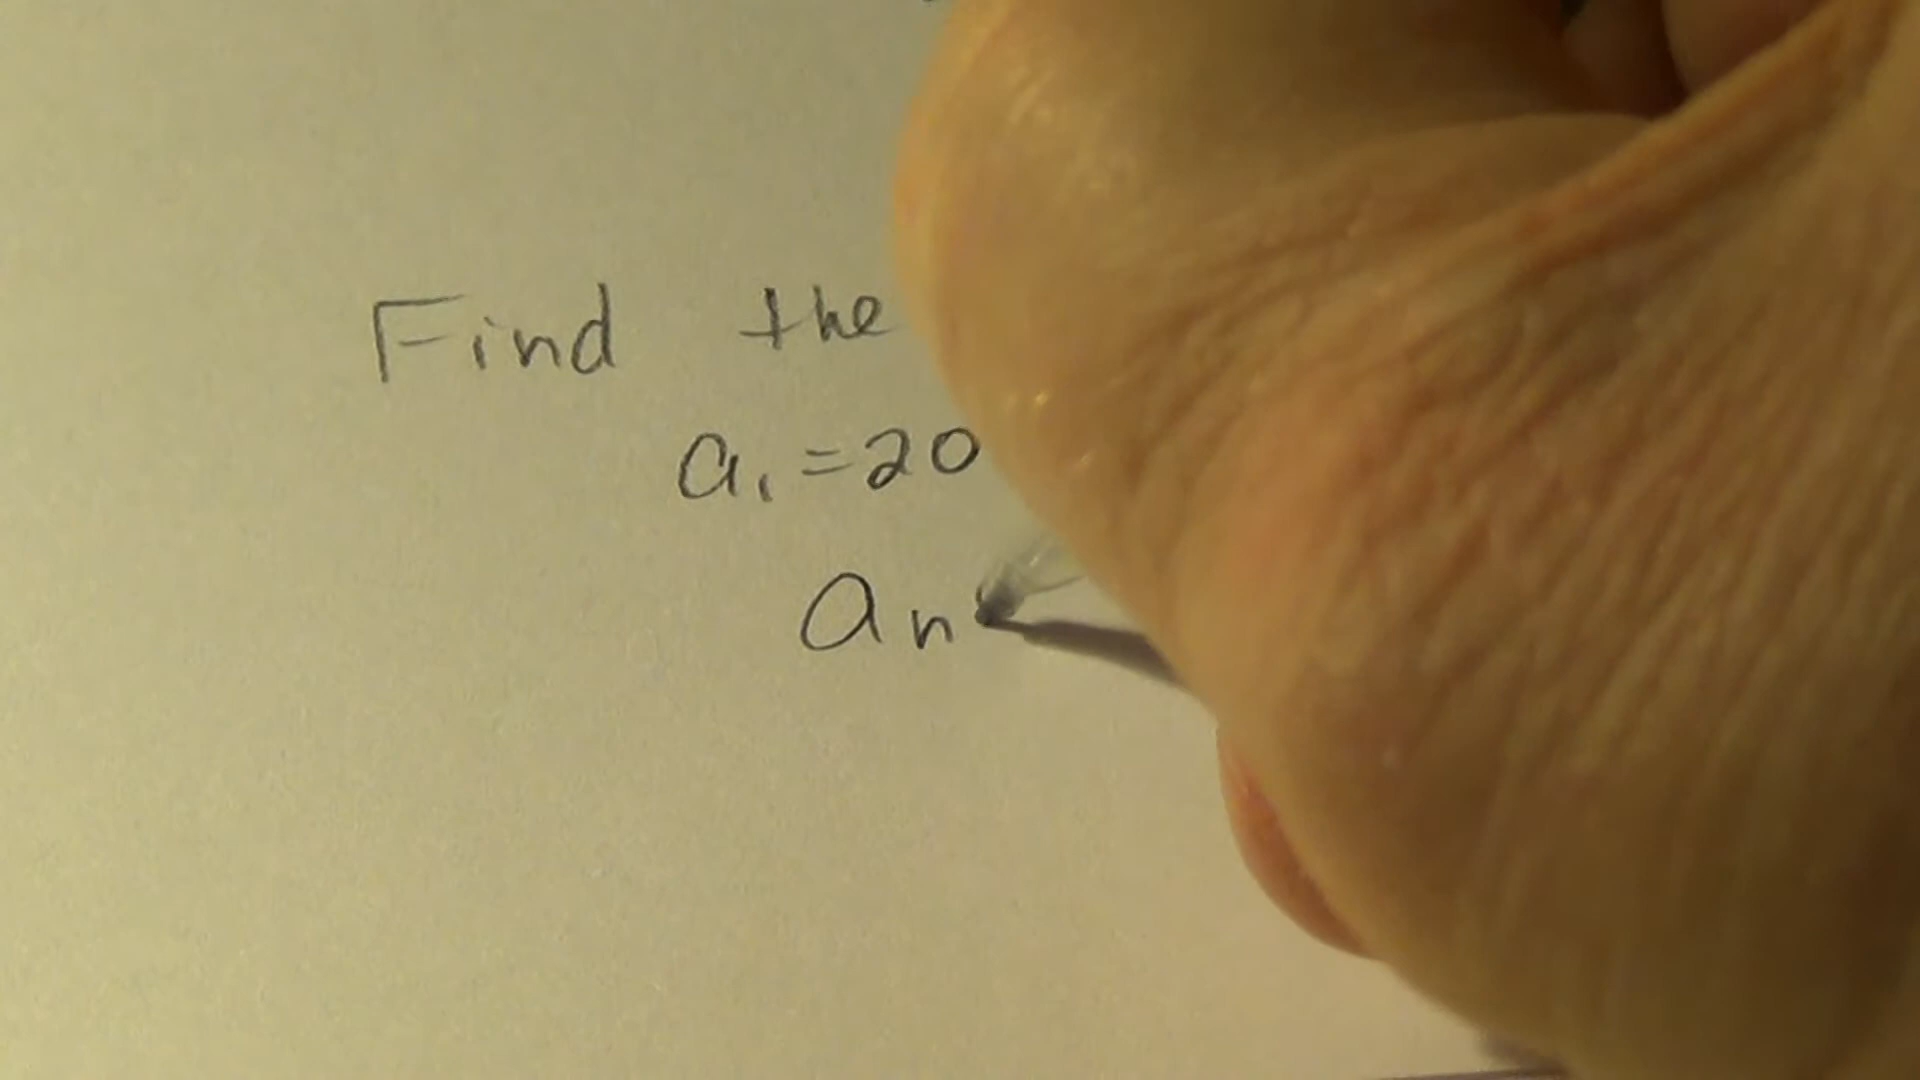 Find the
a₁ = 20
aₙ